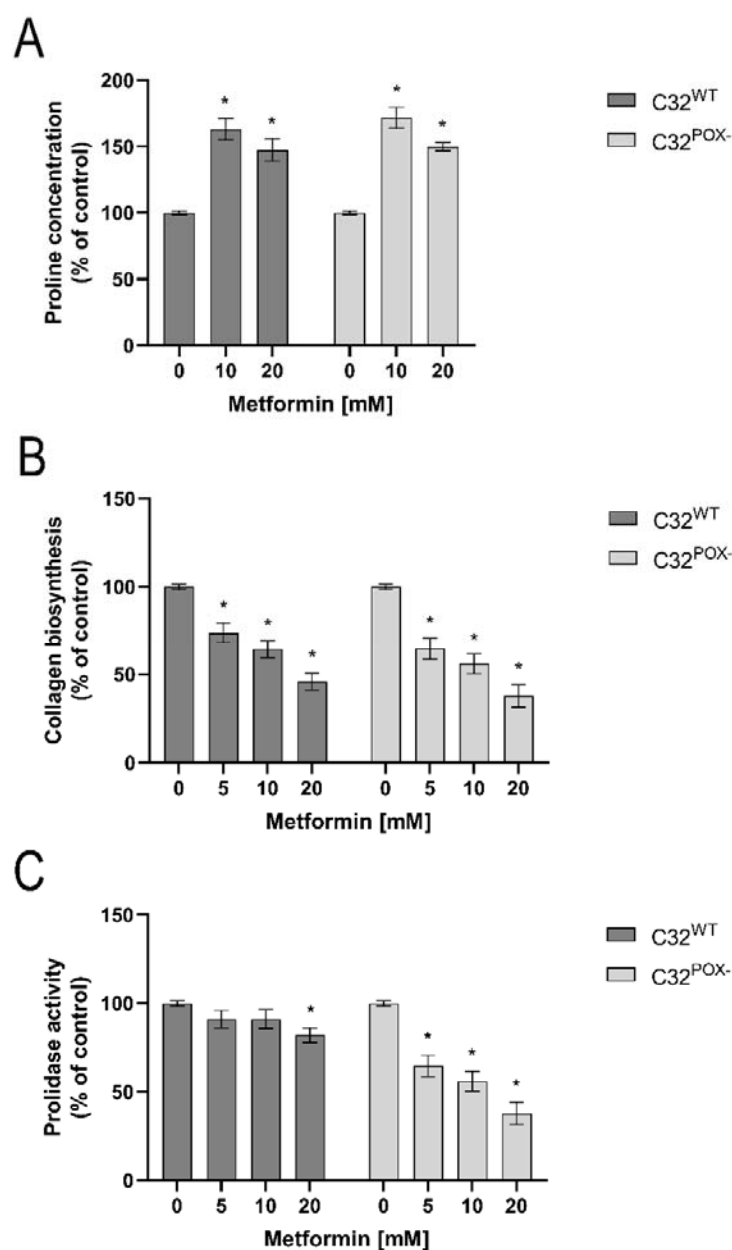 A
200
150
100
50
0
Proline concentration
(% of control)
* * * *
0 10 20 0 10 20
Metformin [mM]
C32WT
C32POX-
B
150
100
50
0
Collagen biosynthesis
(% of control)
* * * * * *
0 5 10 20 0 5 10 20
Metformin [mM]
C32WT
C32POX-
C
150
100
50
0
Prolidase activity
(% of control)
* * * *
0 5 10 20 0 5 10 20
Metformin [mM]
C32WT
C32POX-